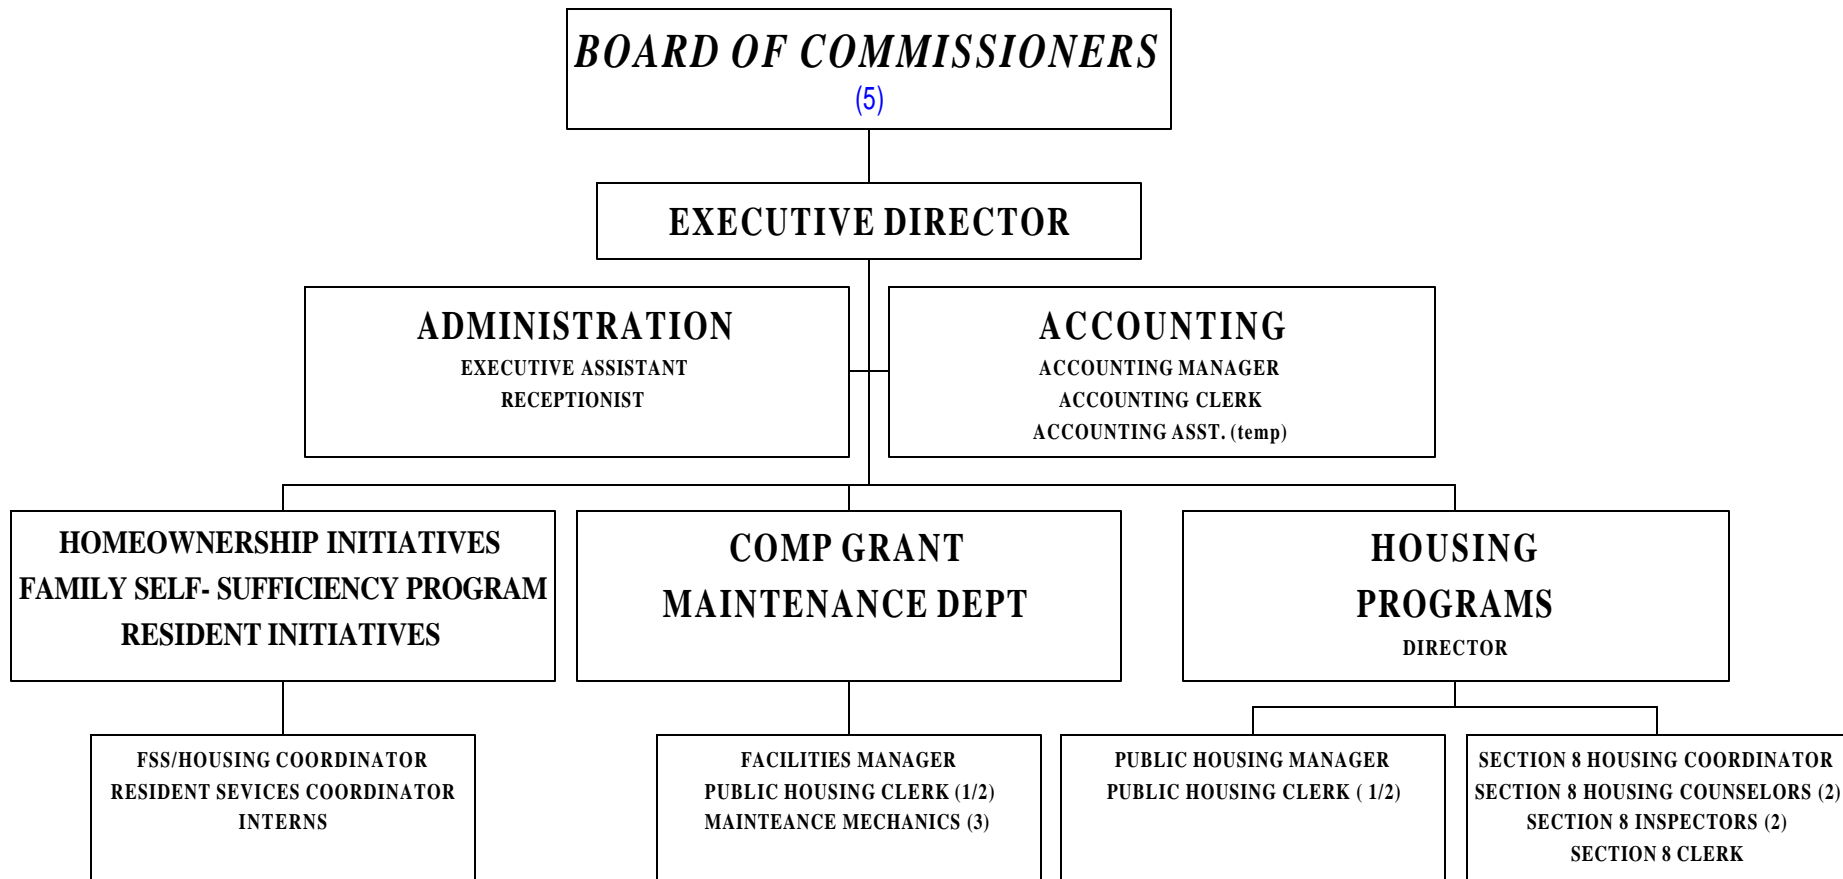 BOARD OF COMMISSIONERS
(5)
EXECUTIVE DIRECTOR
ADMINISTRATION
EXECUTIVE ASSISTANT
RECEPTIONIST
ACCOUNTING
ACCOUNTING MANAGER
ACCOUNTING CLERK
ACCOUNTING ASST. (temp)
HOMEOWNERSHIP INITIATIVES
FAMILY SELF- SUFFICIENCY PROGRAM
RESIDENT INITIATIVES
COMP GRANT
MAINTENANCE DEPT
HOUSING
PROGRAMS
DIRECTOR
FSS/HOUSING COORDINATOR
RESIDENT SEVICES COORDINATOR
INTERNS
FACILITIES MANAGER
PUBLIC HOUSING CLERK (1/2)
MAINTEANCE MECHANICS (3)
PUBLIC HOUSING MANAGER
PUBLIC HOUSING CLERK ( 1/2)
SECTION 8 HOUSING COORDINATOR
SECTION 8 HOUSING COUNSELORS (2)
SECTION 8 INSPECTORS (2)
SECTION 8 CLERK